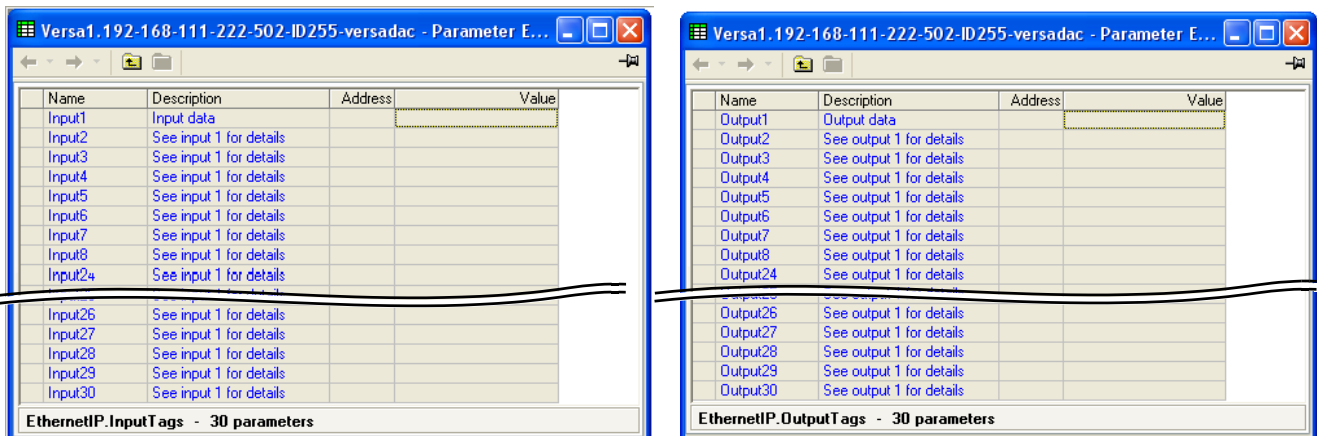 Versa1.192-168-111-222-502-ID255-versadac - Parameter E...
Name Description Address Value
Input1 Input data
Input2 See input 1 for details
Input3 See input 1 for details
Input4 See input 1 for details
Input5 See input 1 for details
Input6 See input 1 for details
Input7 See input 1 for details
Input8 See input 1 for details
Input24 See input 1 for details
Input26 See input 1 for details
Input27 See input 1 for details
Input28 See input 1 for details
Input29 See input 1 for details
Input30 See input 1 for details
EthernetIP.InputTags - 30 parameters
Versa1.192-168-111-222-502-ID255-versadac - Parameter E...
Name Description Address Value
Output1 Output data
Output2 See output 1 for details
Output3 See output 1 for details
Output4 See output 1 for details
Output5 See output 1 for details
Output6 See output 1 for details
Output7 See output 1 for details
Output8 See output 1 for details
Output24 See output 1 for details
Output26 See output 1 for details
Output27 See output 1 for details
Output28 See output 1 for details
Output29 See output 1 for details
Output30 See output 1 for details
EthernetIP.OutputTags - 30 parameters